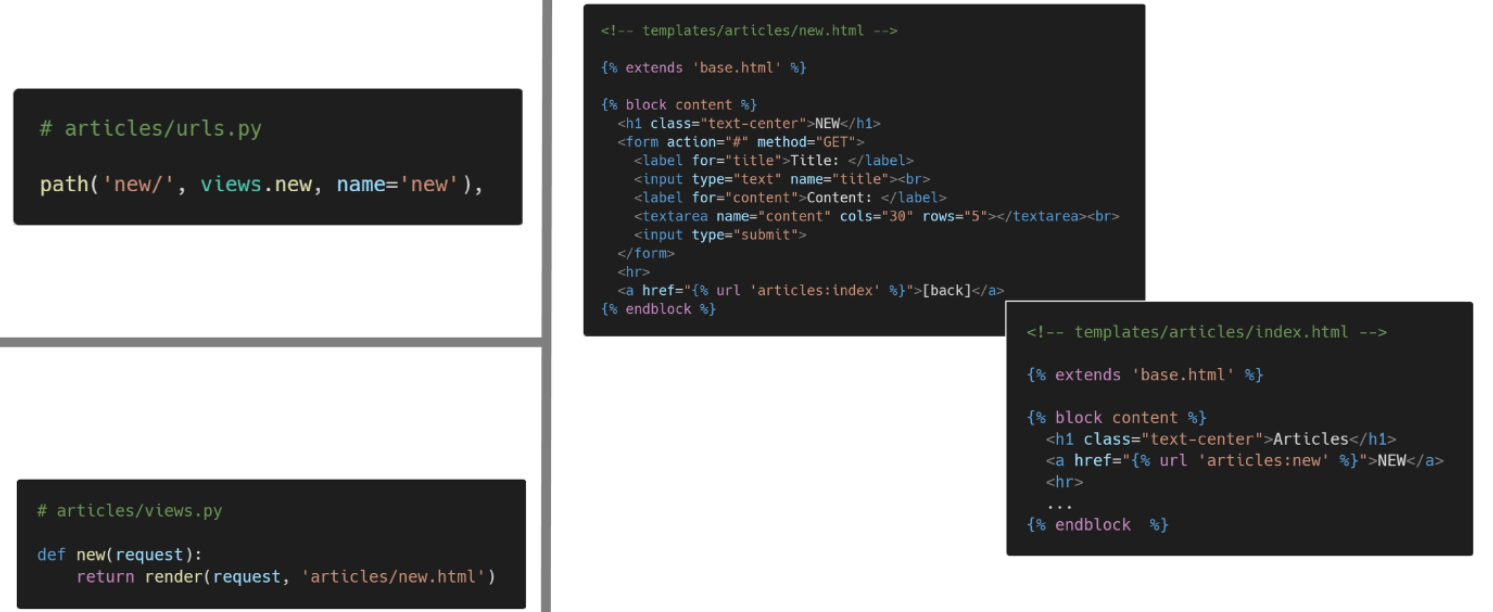 # articles/urls.py
path('new/', views.new, name='new'),
# articles/views.py
def new(request):
    return render(request, 'articles/new.html')
<!-- templates/articles/new.html -->
{% extends 'base.html' %}
{% block content %}
  <h1 class="text-center">NEW</h1>
  <form action="#" method="GET">
    <label for="title">Title: </label>
    <input type="text" name="title"><br>
    <label for="content">Content: </label>
    <textarea name="content" cols="30" rows="5"></textarea><br>
    <input type="submit">
  </form>
  <hr>
  <a href="{% url 'articles:index' %}">[back]</a>
{% endblock %}
<!-- templates/articles/index.html -->
{% extends 'base.html' %}
{% block content %}
  <h1 class="text-center">Articles</h1>
  <a href="{% url 'articles:new' %}">NEW</a>
  <hr>
  ...
{% endblock  %}